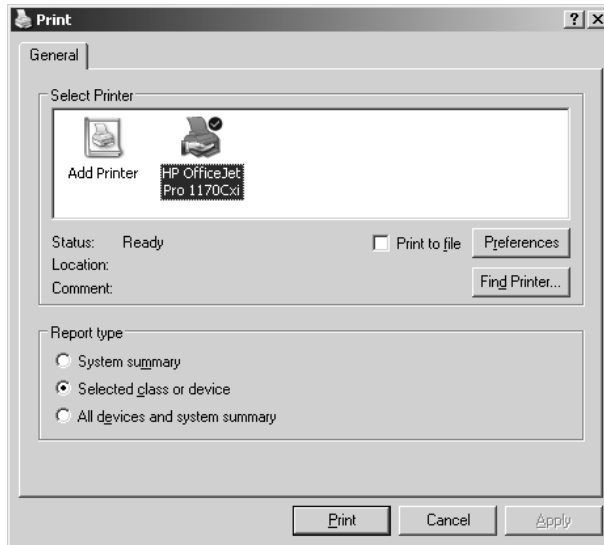 Print
General
Select Printer
Add Printer
HP OfficeJet
Pro 1170Cxi
Status: Ready
Print to file
Preferences
Location:
Comment:
Find Printer...
Report type
System summary
Selected class or device
All devices and system summary
Print Cancel Apply